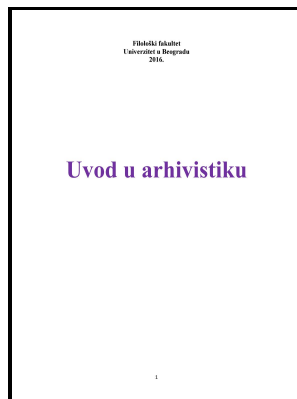 Filološki fakultet
Univerzitet u Beogradu
2016.
Uvod u arhivistiku
1